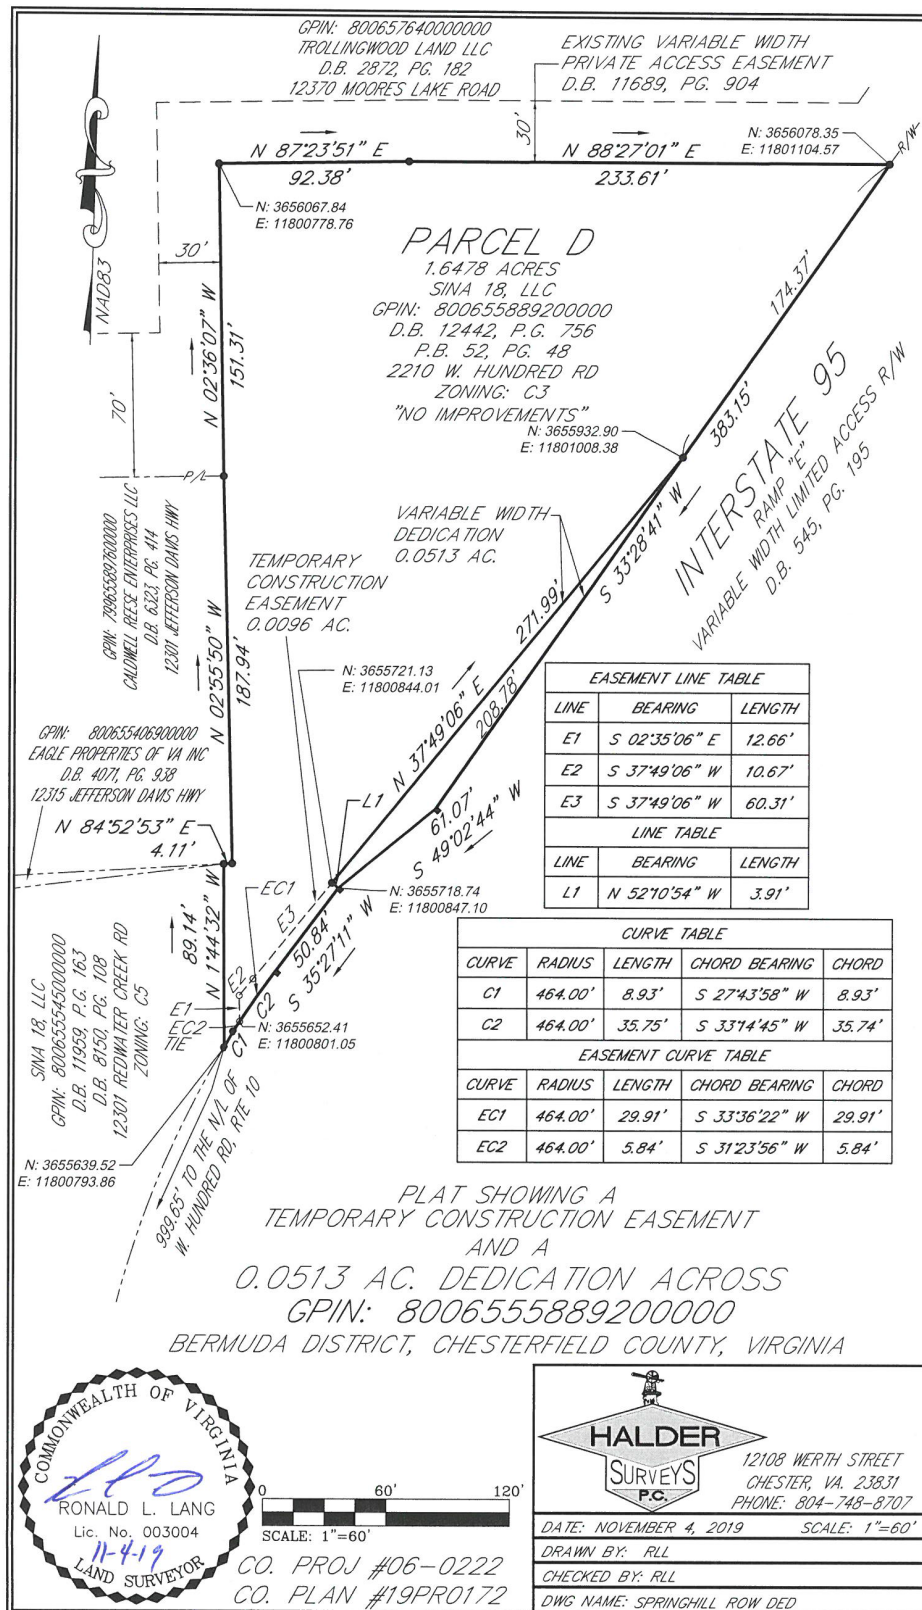 GPIN: 800657640000000
TROLLINGWOOD LAND LLC
D.B. 2872, PG. 182
12370 MOORES LAKE ROAD
EXISTING VARIABLE WIDTH
PRIVATE ACCESS EASEMENT
D.B. 11689, PG. 904
30'
N: 3656078.35
E: 11801104.57
R/W
N 87°23'51" E
92.38'
N 88°27'01" E
233.61'
N: 3656067.84
E: 11800778.76
NAD83
30'
70'
P/L
N 02°36'07" W
151.31'
PARCEL D
1.6478 ACRES
SINA 18, LLC
GPIN: 800655889200000
D.B. 12442, P.G. 756
P.B. 52, PG. 48
2210 W. HUNDRED RD
ZONING: C3
"NO IMPROVEMENTS"
174.37'
383.15'
N: 3655932.90
E: 11801008.38
INTERSTATE 95
RAMP "E"
VARIABLE WIDTH LIMITED ACCESS R/W
D.B. 545, PG. 195
S 33°28'41" W
VARIABLE WIDTH
DEDICATION
0.0513 AC.
TEMPORARY
CONSTRUCTION
EASEMENT
0.0096 AC.
GPIN: 799655897600000
CALDWELL REESE ENTERPRISES LLC
D.B. 6323, PG. 414
12301 JEFFERSON DAVIS HWY
N 02°55'50" W
187.94'
271.99'
N: 3655721.13
E: 11800844.01
N 37°49'06" E
208.78'
GPIN: 800655406900000
EAGLE PROPERTIES OF VA INC
D.B. 4071, PG. 938
12315 JEFFERSON DAVIS HWY
N 84°52'53" E
4.11'
L1
61.07'
S 49°02'44" W
EC1
E3
N: 3655718.74
E: 11800847.10
50.84'
S 35°27'11" W
N 1°44'32" W
89.14'
E2
E1
EC2
TIE
C2
C1
N: 3655652.41
E: 11800801.05
SINA 18, LLC
GPIN: 800655545000000
D.B. 11959, P.G. 163
D.B. 8150, PG. 108
12301 REDWATER CREEK RD
ZONING: C5
N: 3655639.52
E: 11800793.86
999.65' TO THE N/L OF
W. HUNDRED RD, RTE 10
EASEMENT LINE TABLE
LINE BEARING LENGTH
E1 S 02°35'06" E 12.66'
E2 S 37°49'06" W 10.67'
E3 S 37°49'06" W 60.31'
LINE TABLE
LINE BEARING LENGTH
L1 N 52°10'54" W 3.91'
CURVE TABLE
CURVE RADIUS LENGTH CHORD BEARING CHORD
C1 464.00' 8.93' S 27°43'58" W 8.93'
C2 464.00' 35.75' S 33°14'45" W 35.74'
EASEMENT CURVE TABLE
CURVE RADIUS LENGTH CHORD BEARING CHORD
EC1 464.00' 29.91' S 33°36'22" W 29.91'
EC2 464.00' 5.84' S 31°23'56" W 5.84'
PLAT SHOWING A
TEMPORARY CONSTRUCTION EASEMENT
AND A
0.0513 AC. DEDICATION ACROSS
GPIN: 8006555889200000
BERMUDA DISTRICT, CHESTERFIELD COUNTY, VIRGINIA
COMMONWEALTH OF VIRGINIA
RONALD L. LANG
Lic. No. 003004
11-4-19
LAND SURVEYOR
0 60' 120'
SCALE: 1"=60'
CO. PROJ #06-0222
CO. PLAN #19PR0172
HALDER
SURVEYS
P.C.
12108 WERTH STREET
CHESTER, VA. 23831
PHONE: 804-748-8707
DATE: NOVEMBER 4, 2019 SCALE: 1"=60'
DRAWN BY: RLL
CHECKED BY: RLL
DWG NAME: SPRINGHILL ROW DED